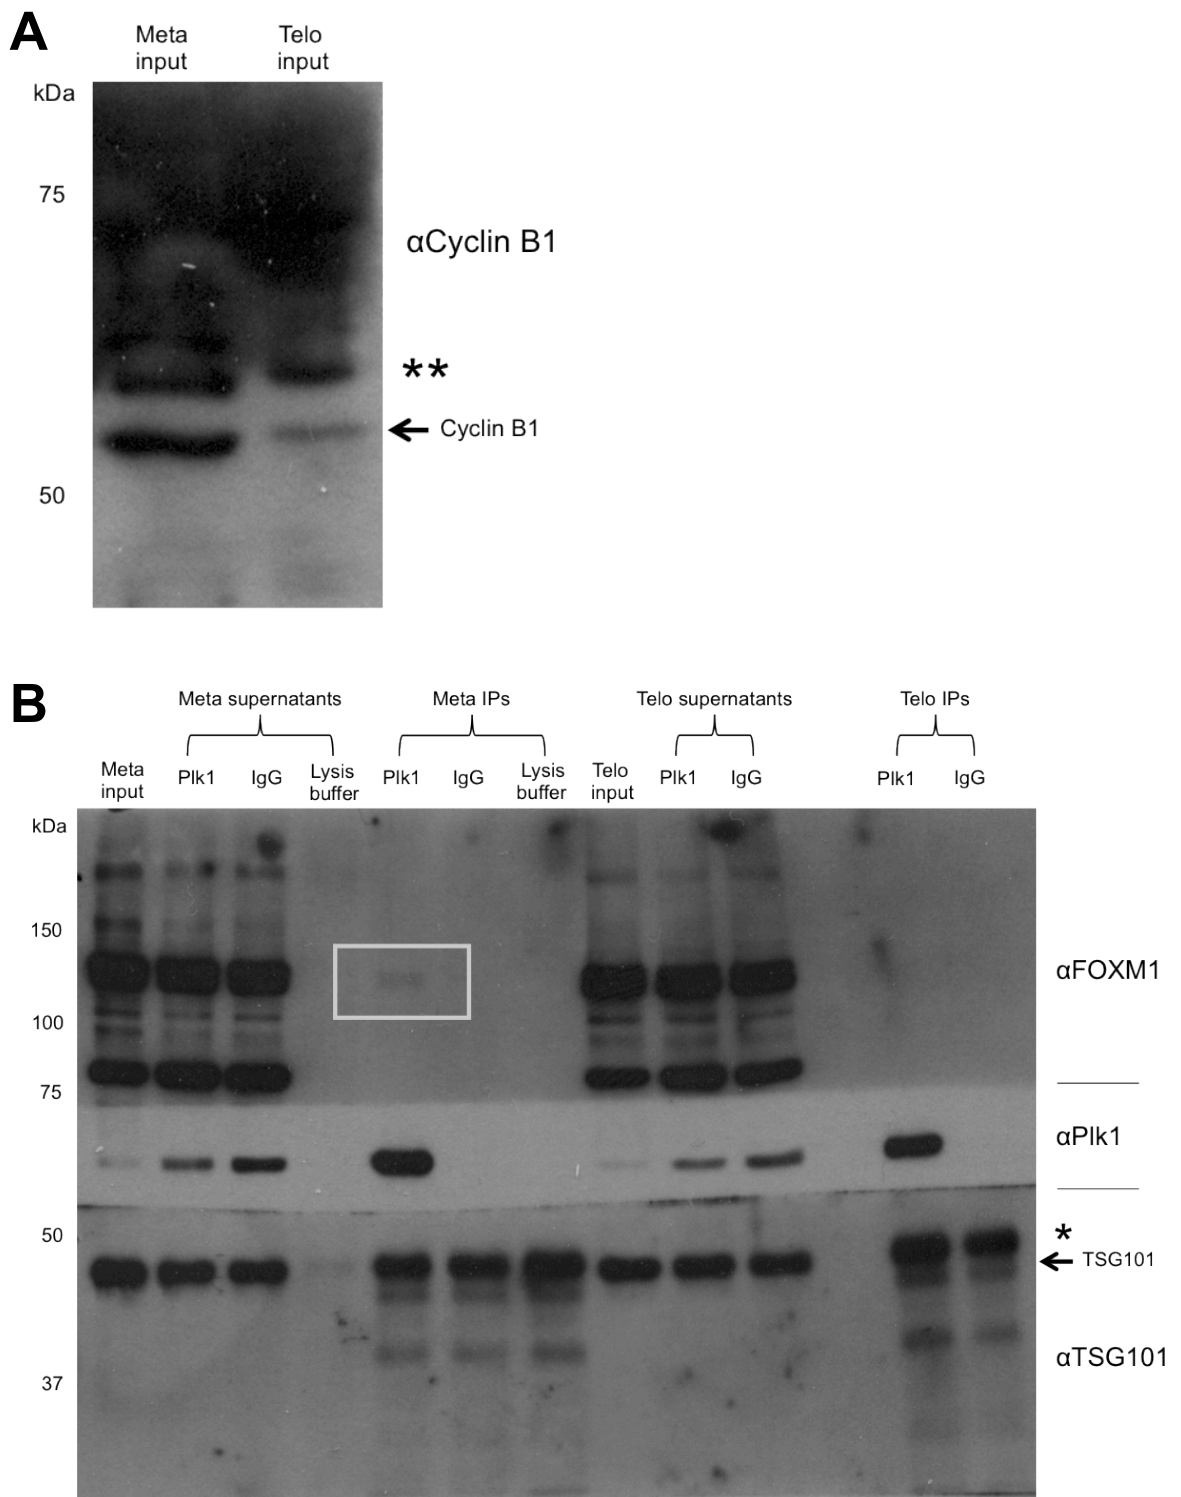 A
Meta
input
Telo
input
kDa
75
αCyclin B1
**
Cyclin B1
50
B
Meta supernatants
Meta IPs
Telo supernatants
Telo IPs
Meta
input
Plk1
IgG
Lysis
buffer
Plk1
IgG
Lysis
buffer
Telo
input
Plk1
IgG
Plk1
IgG
kDa
150
αFOXM1
100
75
αPlk1
50
*
TSG101
αTSG101
37